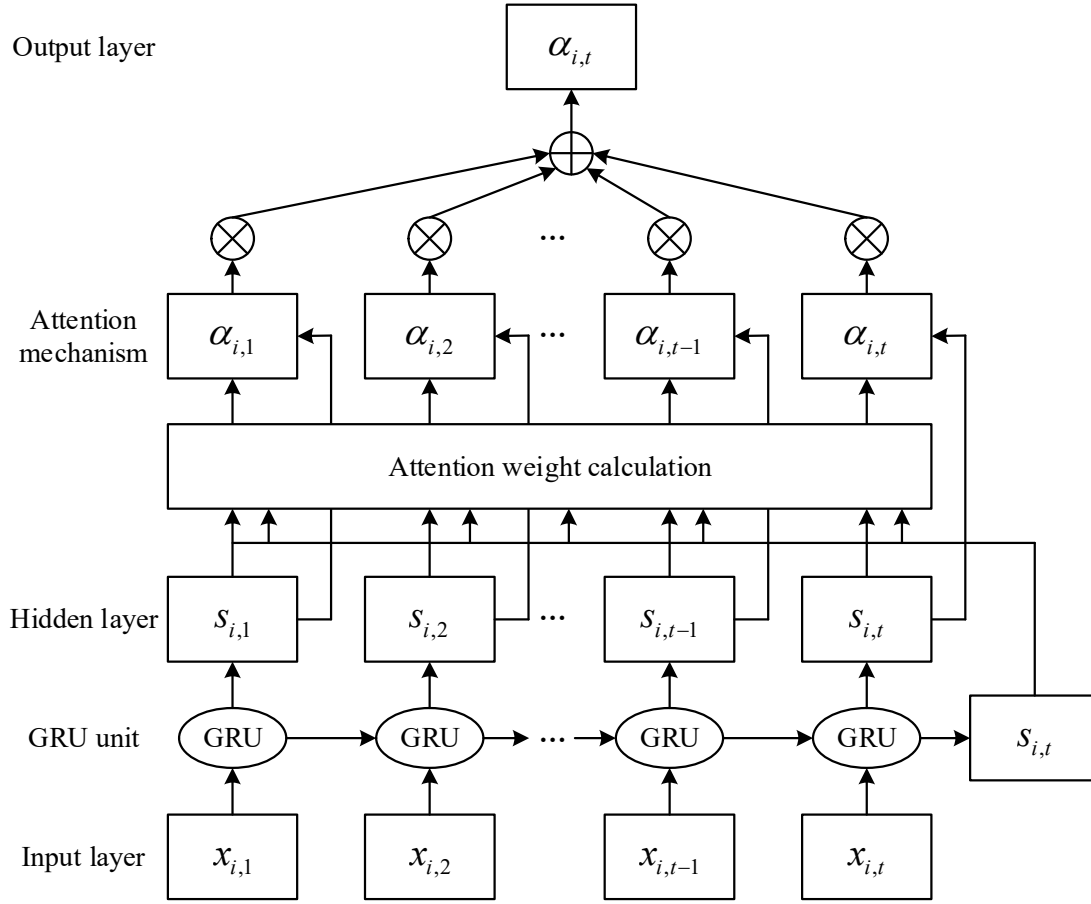 Output layer
α_{i,t}
...
Attention
mechanism
α_{i,1}
α_{i,2}
...
α_{i,t−1}
α_{i,t}
Attention weight calculation
Hidden layer
s_{i,1}
s_{i,2}
...
s_{i,t−1}
s_{i,t}
GRU unit
GRU
GRU
...
GRU
GRU
s_{i,t}
Input layer
x_{i,1}
x_{i,2}
x_{i,t−1}
x_{i,t}